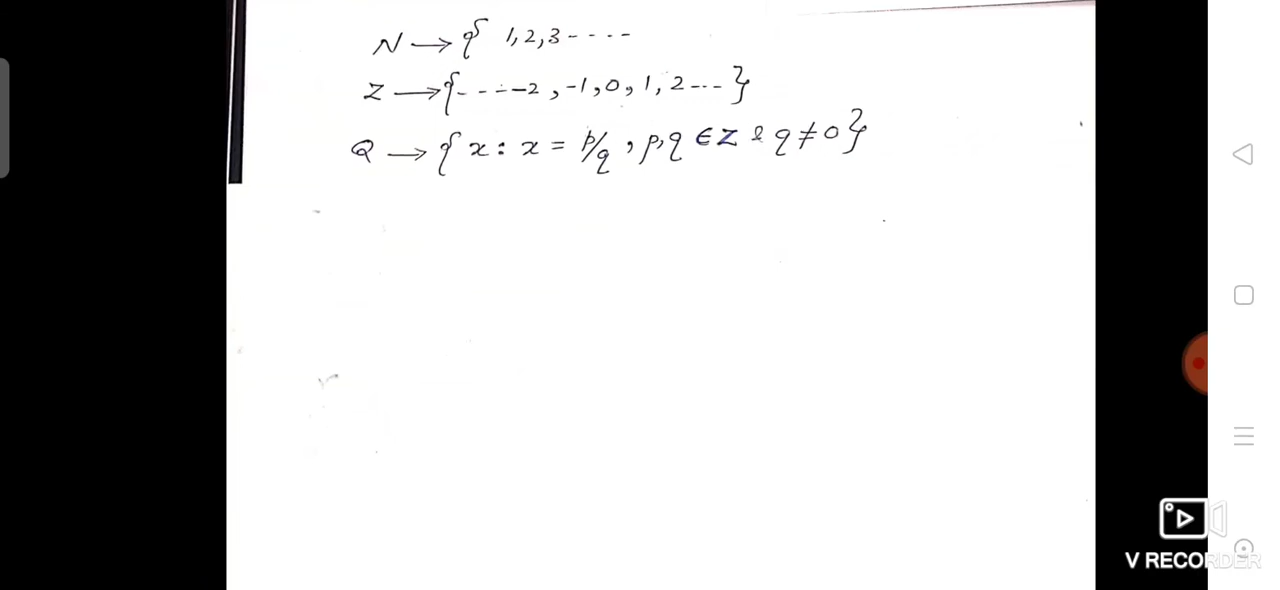 N → { 1, 2, 3 - - - -
Z → { - - - -2, -1, 0, 1, 2 --- }
Q → { x : x = p/q , p, q ∈ Z & q ≠ 0 }
V RECORDER